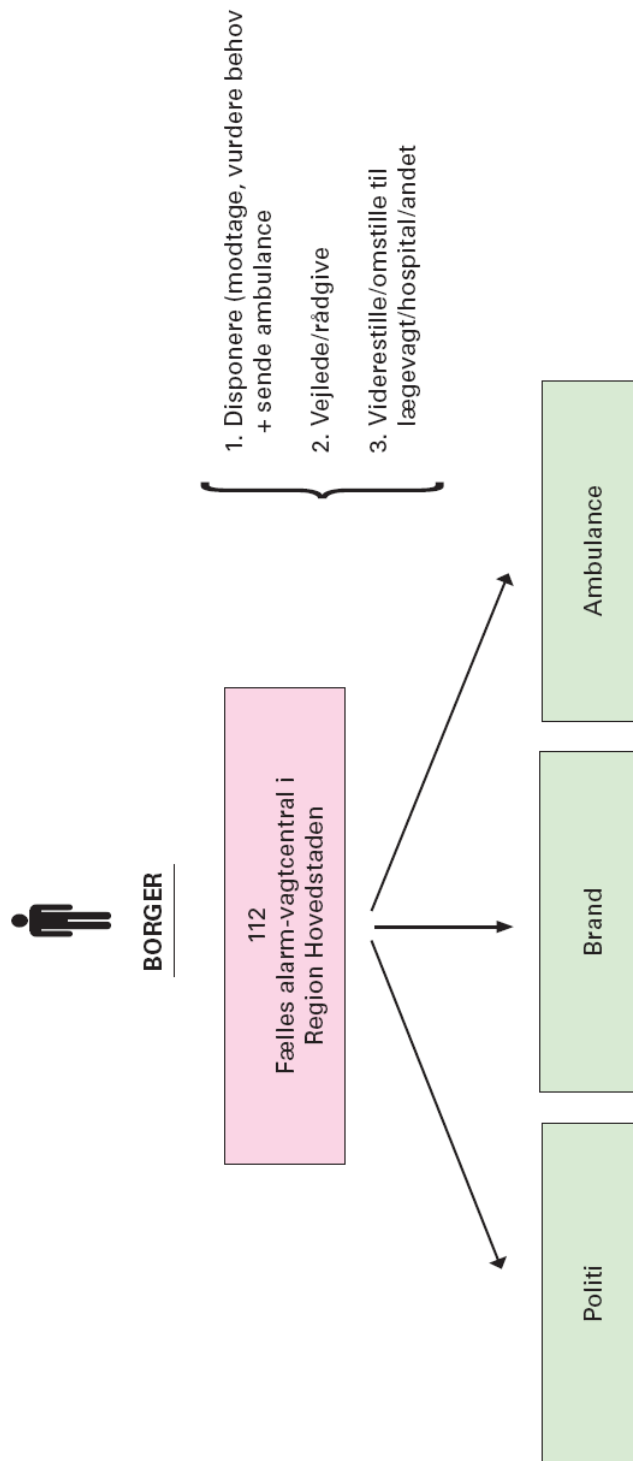 BORGER
112
Fælles alarm-vagtcentral i
Region Hovedstaden
1. Disponere (modtage, vurdere behov
+ sende ambulance
2. Vejlede/rådgive
3. Viderestille/omstille til
lægevagt/hospital/andet
Politi
Brand
Ambulance